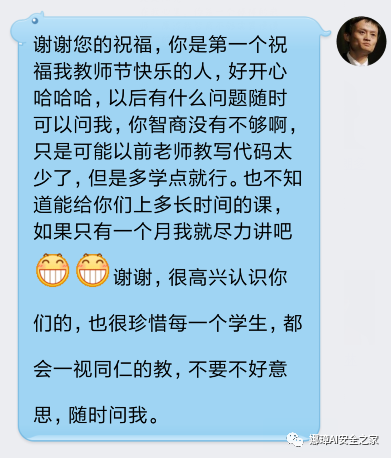 谢谢您的祝福，你是第一个祝
福我教师节快乐的人，好开心
哈哈哈，以后有什么问题随时
可以问我，你智商没有不够啊，
只是可能以前老师教写代码太
少了，但是多学点就行。也不知
道能给你们上多长时间的课，
如果只有一个月我就尽力讲吧
谢谢，很高兴认识你
们的，也很珍惜每一个学生，都
会一视同仁的教，不要不好意
思，随时问我。
娜璋AI安全之家